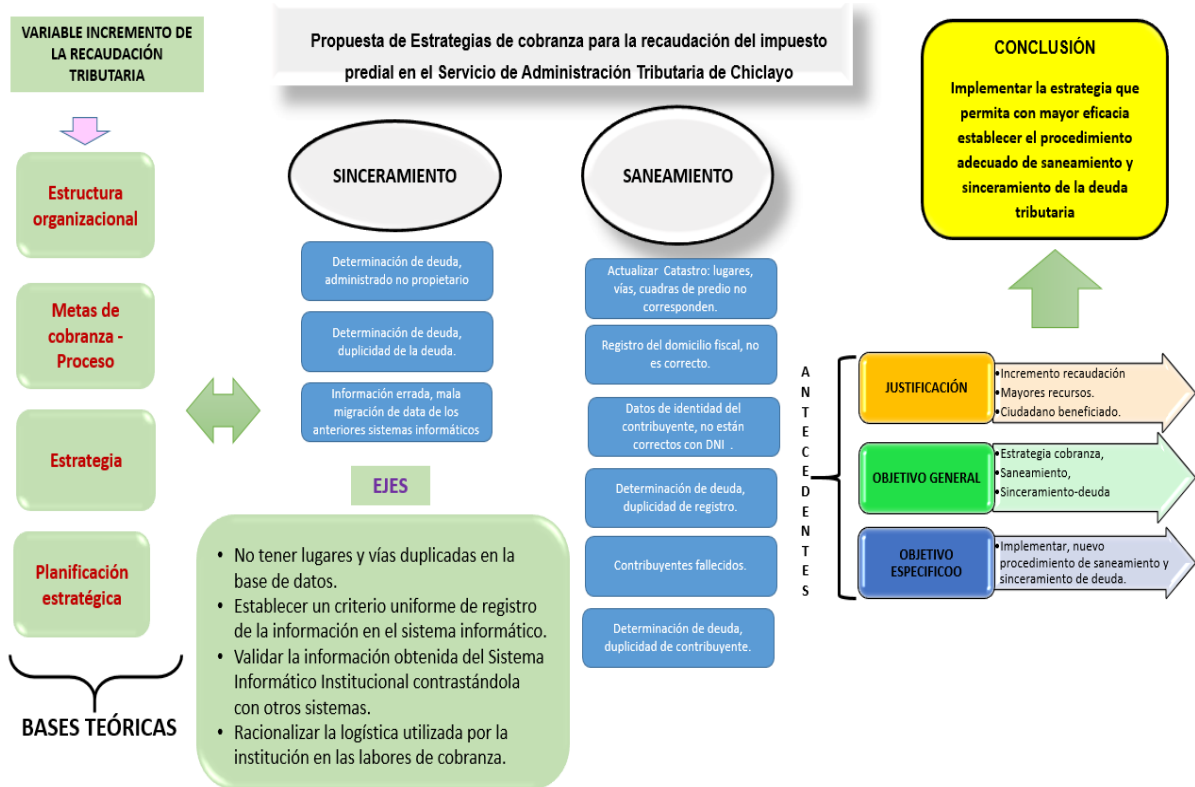 VARIABLE INCREMENTO DE
LA RECAUDACIÓN
TRIBUTARIA
Estructura
organizacional
Metas de
cobranza -
Proceso
Estrategia
Planificación
estratégica
BASES TEÓRICAS
Propuesta de Estrategias de cobranza para la recaudación del impuesto
predial en el Servicio de Administración Tributaria de Chiclayo
SINCERAMIENTO
Determinación de deuda,
administrado no propietario
Determinación de deuda,
duplicidad de la deuda.
Información errada, mala
migración de data de los
anteriores sistemas informáticos
EJES
• No tener lugares y vías duplicadas en la
base de datos.
• Establecer un criterio uniforme de registro
de la información en el sistema informático.
• Validar la información obtenida del Sistema
Informático Institucional contrastándola
con otros sistemas.
• Racionalizar la logística utilizada por la
institución en las labores de cobranza.
SANEAMIENTO
Actualizar Catastro: lugares,
vías, cuadras de predio no
corresponden.
Registro del domicilio fiscal, no
es correcto.
Datos de identidad del
contribuyente, no están
correctos con DNI .
Determinación de deuda,
duplicidad de registro.
Contribuyentes fallecidos.
Determinación de deuda,
duplicidad de contribuyente.
ANTECEDENTES
CONCLUSIÓN
Implementar la estrategia que
permita con mayor eficacia
establecer el procedimiento
adecuado de saneamiento y
sinceramiento de la deuda
tributaria
JUSTIFICACIÓN
•Incremento recaudación
•Mayores recursos.
•Ciudadano beneficiado.
OBJETIVO GENERAL
•Estrategia cobranza,
•Saneamiento,
•Sinceramiento-deuda
OBJETIVO
ESPECIFICOO
•Implementar, nuevo
procedimiento de saneamiento y
sinceramiento de deuda.